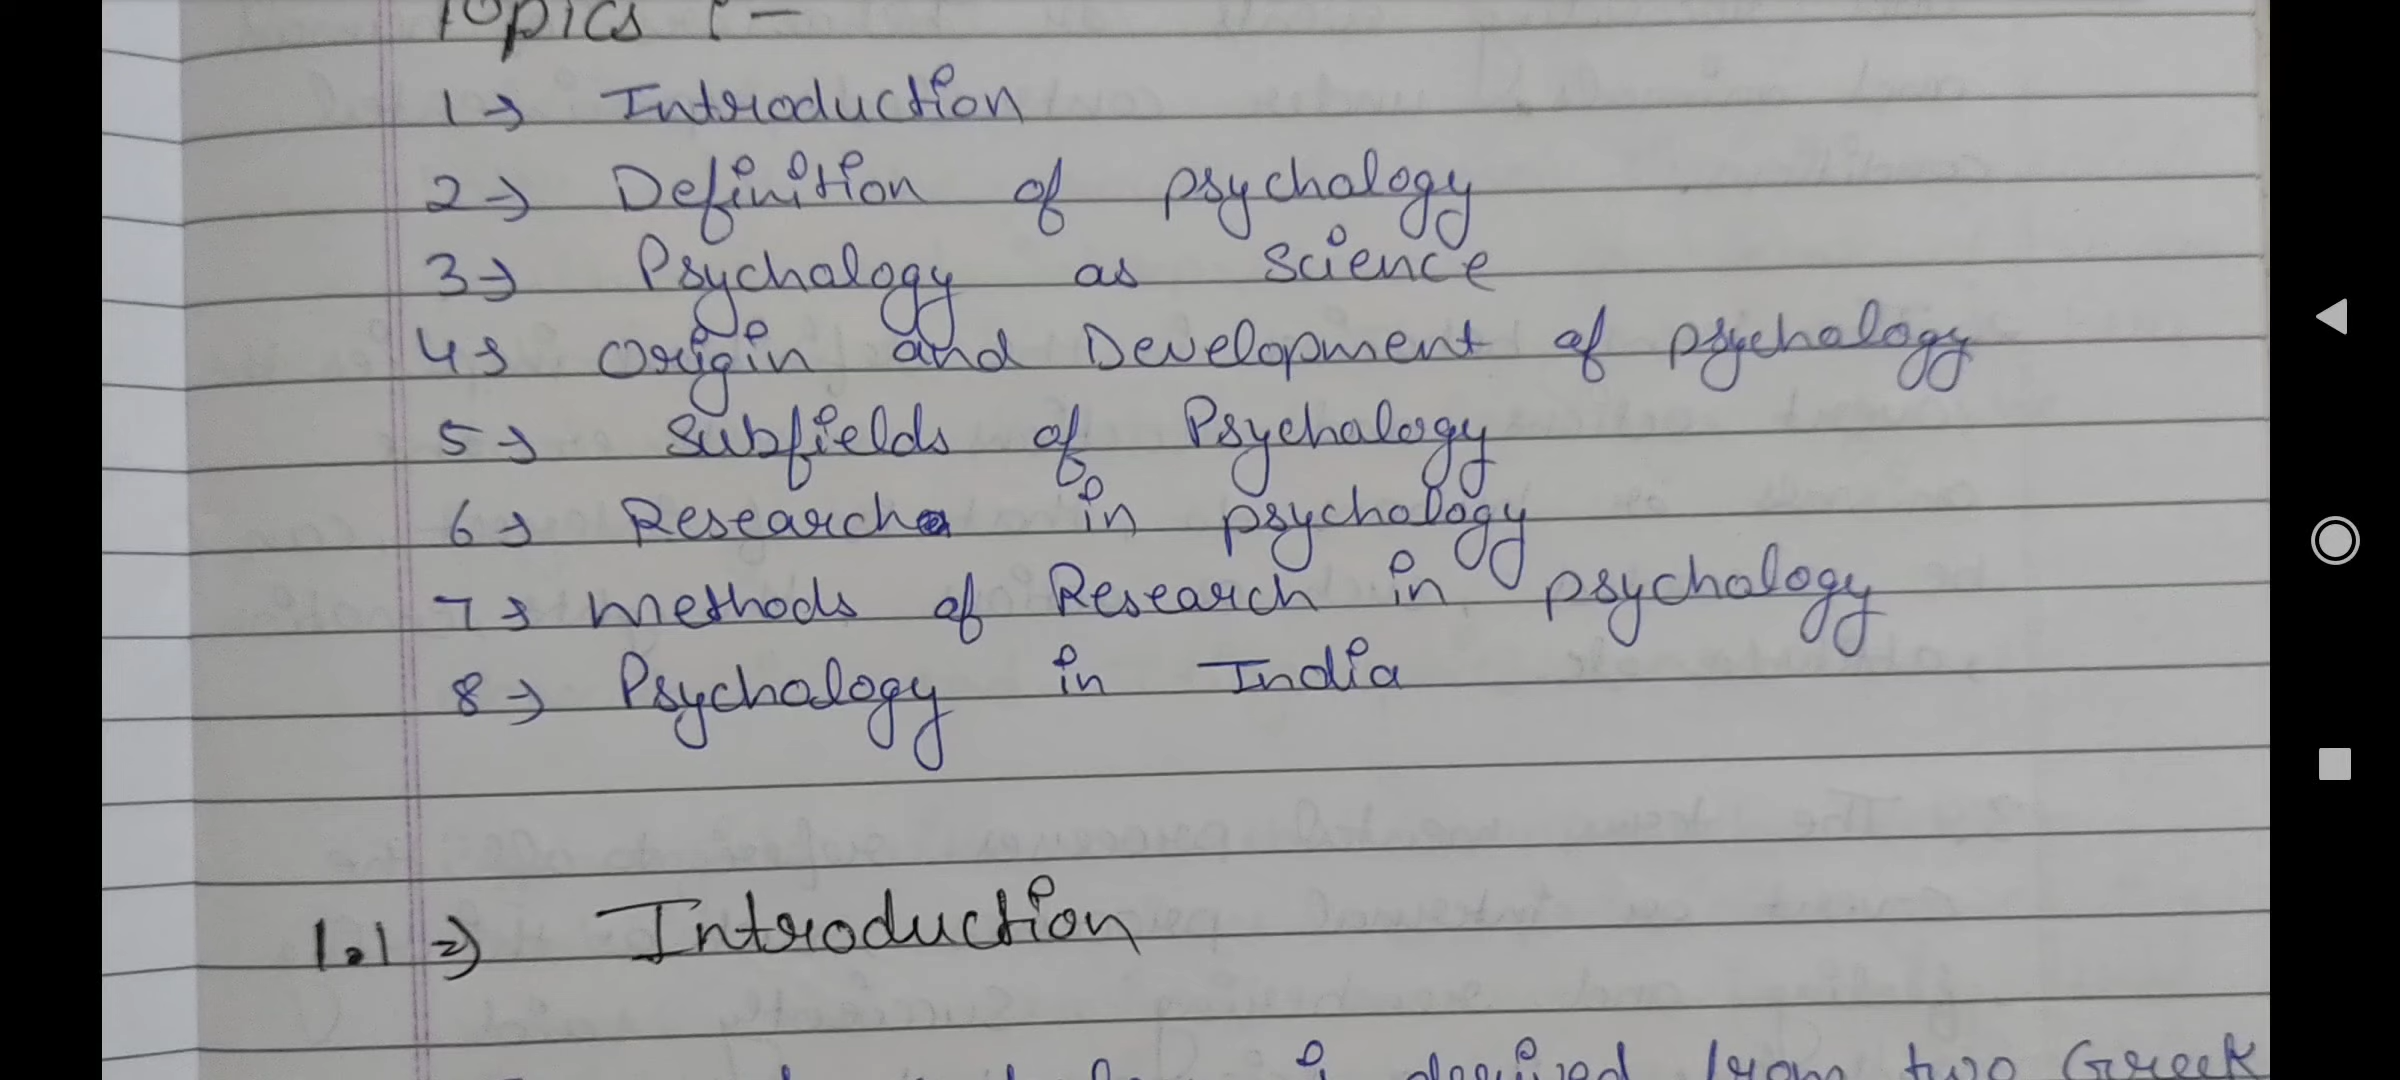 Topics :-
1→ Introduction
2→ Definition of psychology
3→ Psychology as Science
4→ Origin and Development of psychology
5→ Subfields of Psychology
6→ Research in psychology
7→ methods of Research in psychology
8→ Psychology in India
1.1 ⇒ Introduction
is derived from two Greek